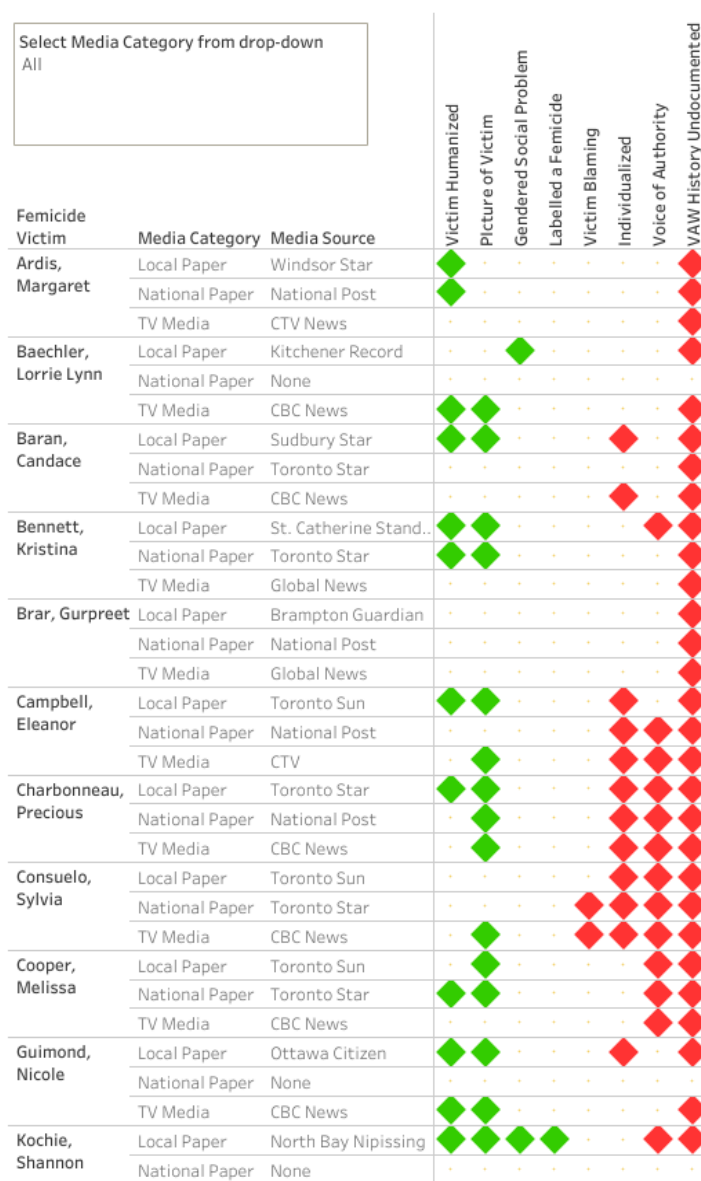 Select Media Category from drop-down
All
Victim Humanized
PIcture of Victim
Gendered Social Problem
Labelled a Femicide
Victim Blaming
Individualized
Voice of Authority
VAW History Undocumented
Femicide
Victim Media Category Media Source
Ardis, Local Paper Windsor Star
Margaret National Paper National Post
TV Media CTV News
Baechler, Local Paper Kitchener Record
Lorrie Lynn National Paper None
TV Media CBC News
Baran, Local Paper Sudbury Star
Candace National Paper Toronto Star
TV Media CBC News
Bennett, Local Paper St. Catherine Stand..
Kristina National Paper Toronto Star
TV Media Global News
Brar, Gurpreet Local Paper Brampton Guardian
National Paper National Post
TV Media Global News
Campbell, Local Paper Toronto Sun
Eleanor National Paper National Post
TV Media CTV
Charbonneau, Local Paper Toronto Star
Precious National Paper National Post
TV Media CBC News
Consuelo, Local Paper Toronto Sun
Sylvia National Paper Toronto Star
TV Media CBC News
Cooper, Local Paper Toronto Sun
Melissa National Paper Toronto Star
TV Media CBC News
Guimond, Local Paper Ottawa Citizen
Nicole National Paper None
TV Media CBC News
Kochie, Local Paper North Bay Nipissing
Shannon National Paper None